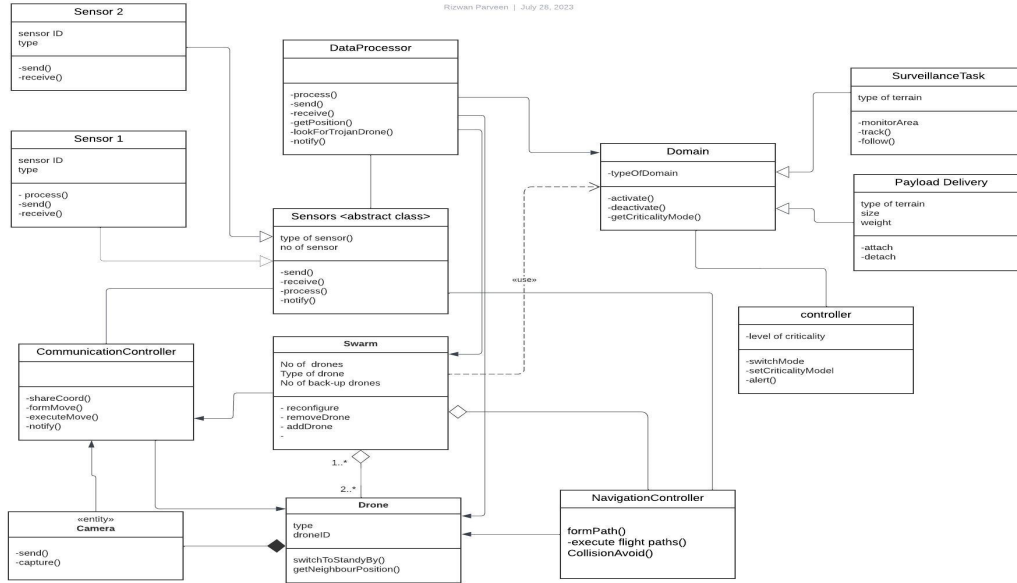 Rizwan Parveen | July 28, 2023
Sensor 2
sensor ID
type
-send()
-receive()
Sensor 1
sensor ID
type
- process()
-send()
-receive()
DataProcessor
-process()
-send()
-receive()
-getPosition()
-lookForTrojanDrone()
-notify()
Sensors <abstract class>
type of sensor()
no of sensor
-send()
-receive()
-process()
-notify()
Domain
-typeOfDomain
-activate()
-deactivate()
-getCriticalityMode()
SurveillanceTask
type of terrain
-monitorArea
-track()
-follow()
Payload Delivery
type of terrain
size
weight
-attach
-detach
«use»
controller
-level of criticality
-switchMode
-setCriticalityModel
-alert()
CommunicationController
-shareCoord()
-formMove()
-executeMove()
-notify()
Swarm
No of drones
Type of drone
No of back-up drones
- reconfigure
- removeDrone
- addDrone
-
1..*
2..*
Drone
type
droneID
switchToStandBy()
getNeighbourPosition()
«entity»
Camera
-send()
-capture()
NavigationController
formPath()
-execute flight paths()
CollisionAvoid()